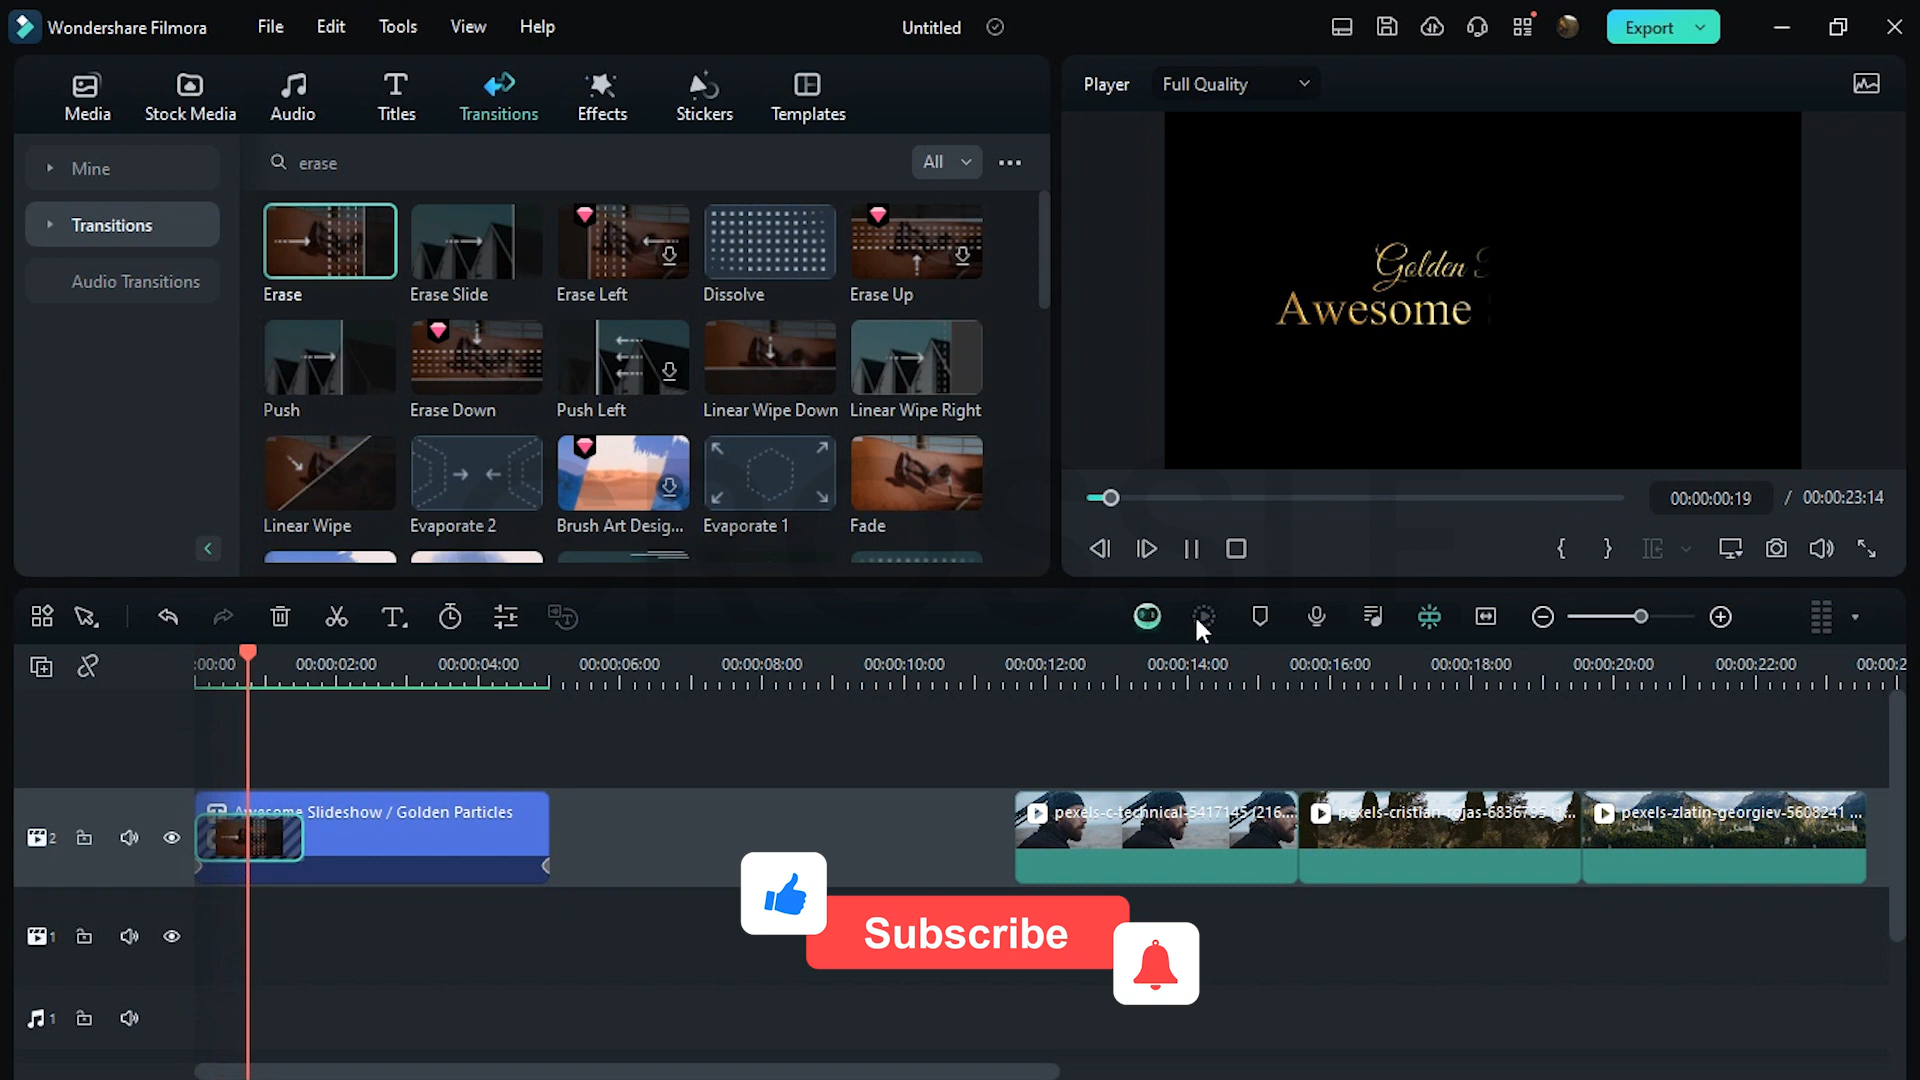 Wondershare Filmora
File
Edit
Tools
View
Help
Untitled
Export
Media
Stock Media
Audio
Titles
Transitions
Effects
Stickers
Templates
Player
Full Quality
Mine
Transitions
Audio Transitions
erase
All
Erase
Erase Slide
Erase Left
Dissolve
Erase Up
Push
Erase Down
Push Left
Linear Wipe Down
Linear Wipe Right
Linear Wipe
Evaporate 2
Brush Art Desig...
Evaporate 1
Fade
Golden
Awesome
00:00:00:19 / 00:00:23:14
:00:00
00:00:02:00
00:00:04:00
00:00:06:00
00:00:08:00
00:00:10:00
00:00:12:00
00:00:14:00
00:00:16:00
00:00:18:00
00:00:20:00
00:00:22:00
00:00:2
Awesome Slideshow / Golden Particles
pexels-c-technical-5417145 (216...
pexels-cristian-rojas-6836795 (1...
pexels-zlatin-georgiev-5608241 ...
2
1
1
Subscribe